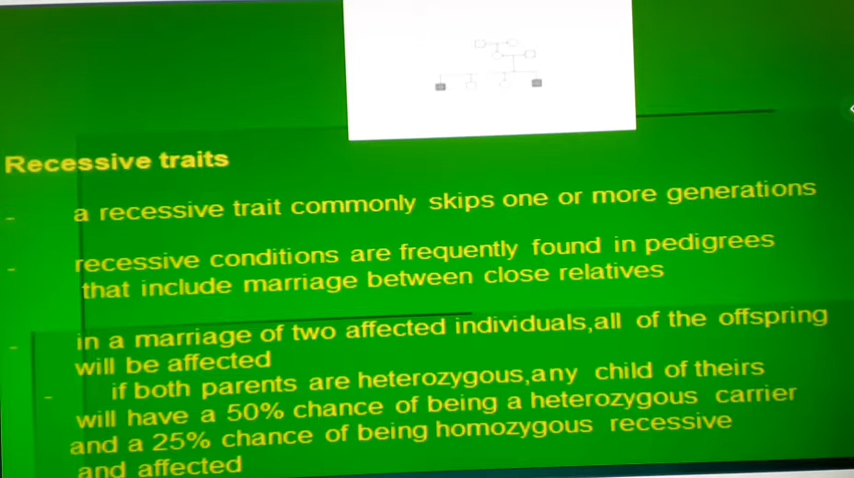 Recessive traits
- a recessive trait commonly skips one or more generations
- recessive conditions are frequently found in pedigrees
that include marriage between close relatives
- in a marriage of two affected individuals,all of the offspring
will be affected
- if both parents are heterozygous,any child of theirs
will have a 50% chance of being a heterozygous carrier
and a 25% chance of being homozygous recessive
and affected